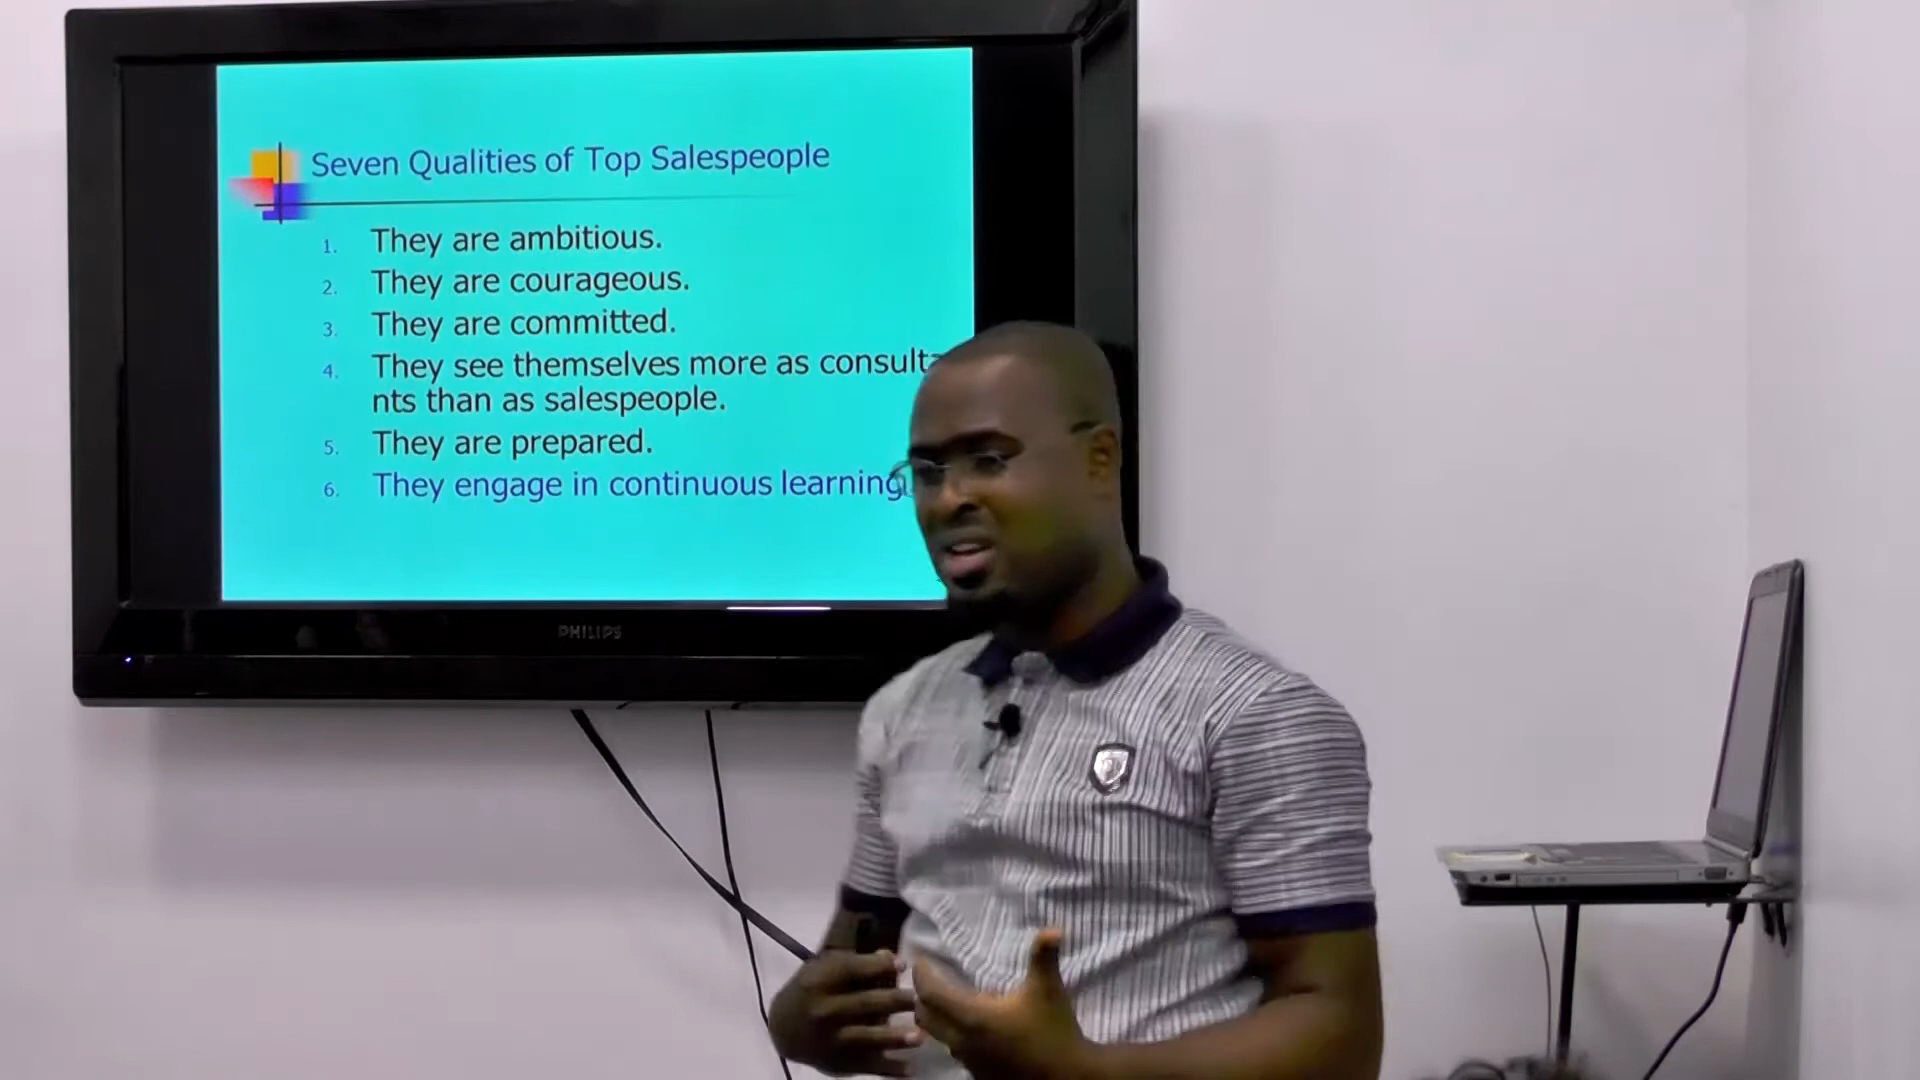 Seven Qualities of Top Salespeople
1. They are ambitious.
2. They are courageous.
3. They are committed.
4. They see themselves more as consult
nts than as salespeople.
5. They are prepared.
6. They engage in continuous learning
PHILIPS